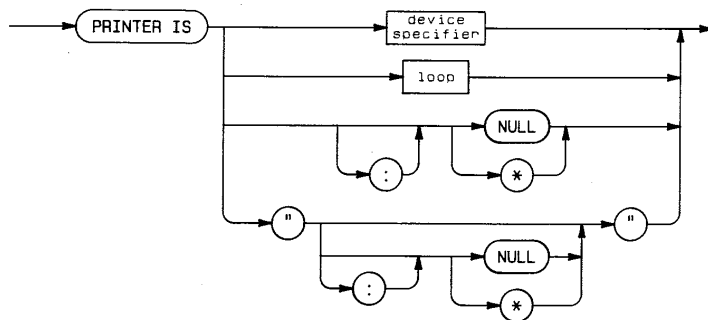 PRINTER IS
device
specifier
loop
NULL
:
*
" "
NULL
:
*